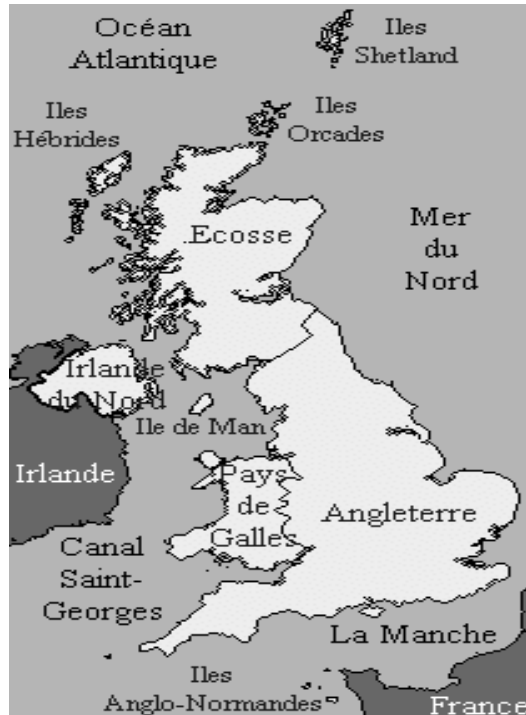 Océan
Atlantique
Iles
Shetland
Iles
Hébrides
Iles
Orcades
Ecosse
Mer
du
Nord
Irlande
du Nord
Ile de Man
Irlande
Pays
de
Galles
Angleterre
Canal
Saint-
Georges
La Manche
Iles
Anglo-Normandes
France